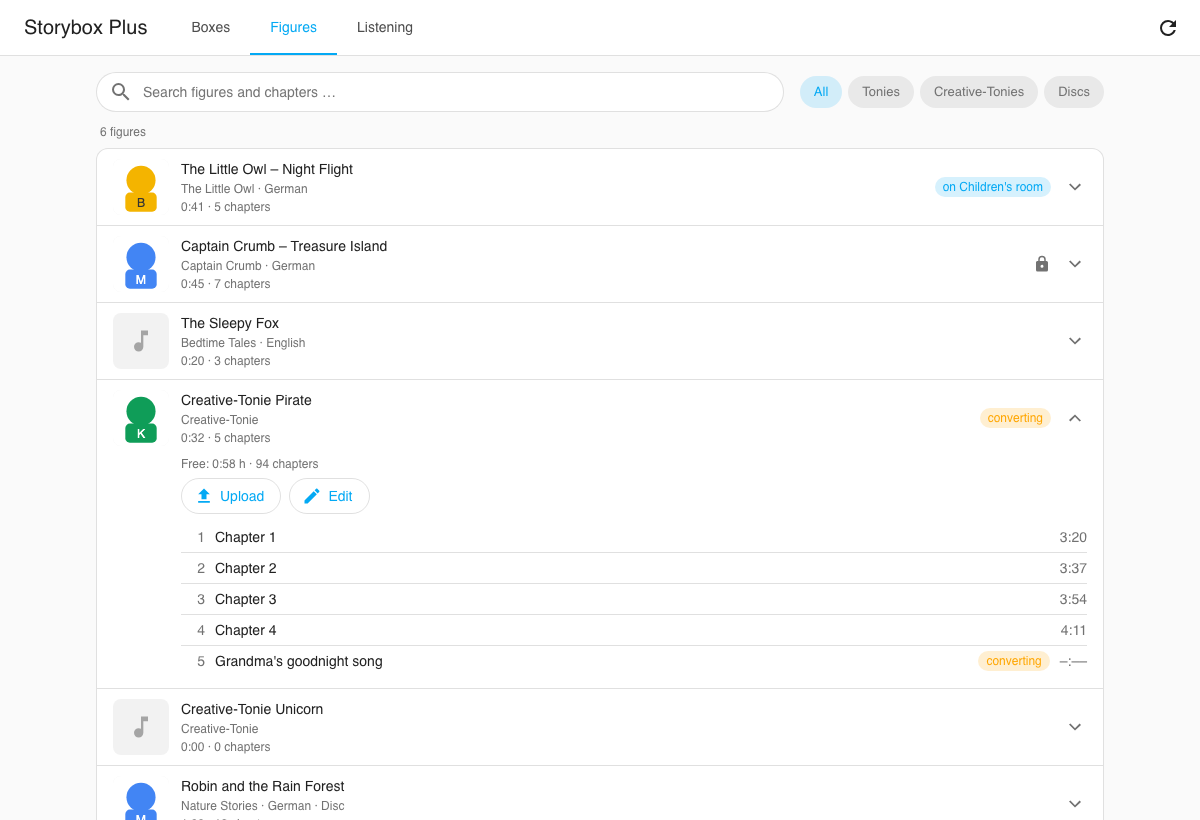 Storybox Plus
Boxes
Figures
Listening
Search figures and chapters …
All
Tonies
Creative-Tonies
Discs
6 figures
B
The Little Owl – Night Flight
The Little Owl · German
0:41 · 5 chapters
on Children's room
M
Captain Crumb – Treasure Island
Captain Crumb · German
0:45 · 7 chapters
The Sleepy Fox
Bedtime Tales · English
0:20 · 3 chapters
K
Creative-Tonie Pirate
Creative-Tonie
0:32 · 5 chapters
converting
Free: 0:58 h · 94 chapters
Upload
Edit
1 Chapter 1 3:20
2 Chapter 2 3:37
3 Chapter 3 3:54
4 Chapter 4 4:11
5 Grandma's goodnight song converting –:––
Creative-Tonie Unicorn
Creative-Tonie
0:00 · 0 chapters
M
Robin and the Rain Forest
Nature Stories · German · Disc